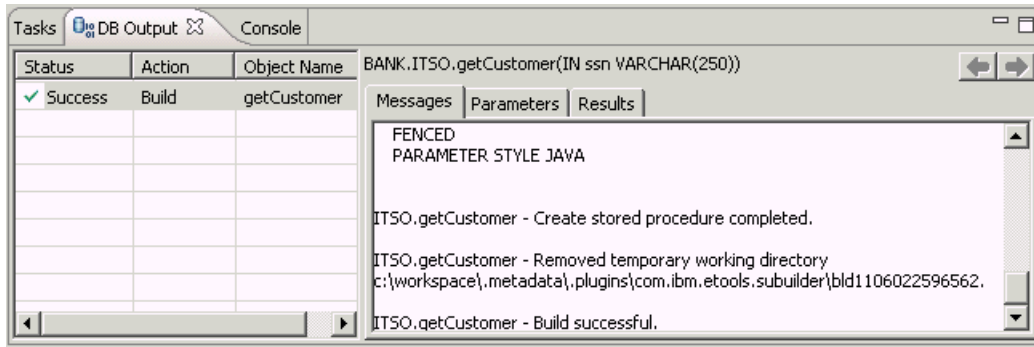 Tasks DB Output Console
Status Action Object Name
Success Build getCustomer
BANK.ITSO.getCustomer(IN ssn VARCHAR(250))
Messages Parameters Results
FENCED
PARAMETER STYLE JAVA
ITSO.getCustomer - Create stored procedure completed.
ITSO.getCustomer - Removed temporary working directory
c:\workspace\.metadata\.plugins\com.ibm.etools.subuilder\bld1106022596562.
ITSO.getCustomer - Build successful.